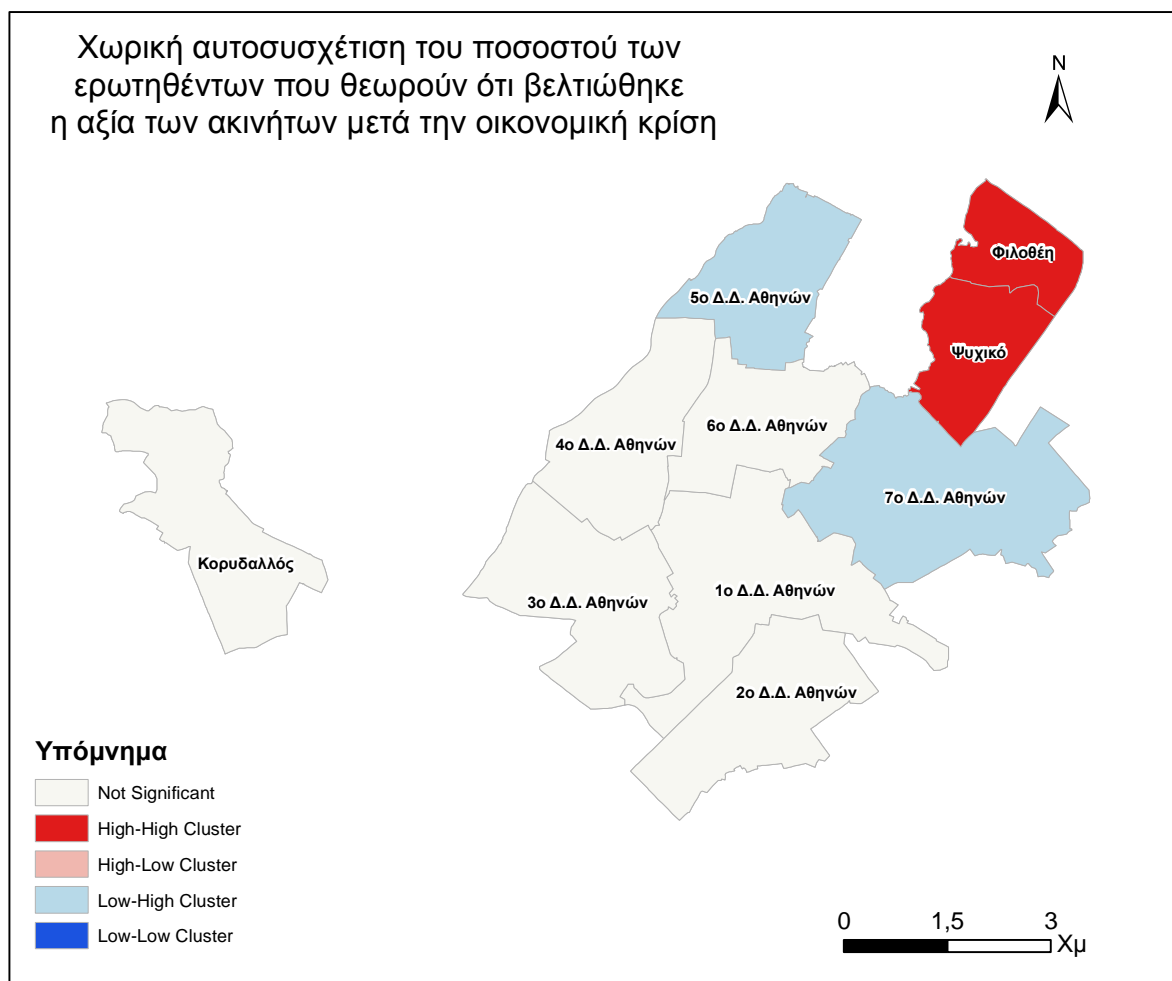 Χωρική αυτοσυσχέτιση του ποσοστού των
ερωτηθέντων που θεωρούν ότι βελτιώθηκε
η αξία των ακινήτων μετά την οικονομική κρίση
N
Φιλοθέη
5ο Δ.Δ. Αθηνών
Ψυχικό
6ο Δ.Δ. Αθηνών
4ο Δ.Δ. Αθηνών
7ο Δ.Δ. Αθηνών
Κορυδαλλός
1ο Δ.Δ. Αθηνών
3ο Δ.Δ. Αθηνών
2ο Δ.Δ. Αθηνών
Υπόμνημα
Not Significant
High-High Cluster
High-Low Cluster
Low-High Cluster
Low-Low Cluster
0 1,5 3
Χμ